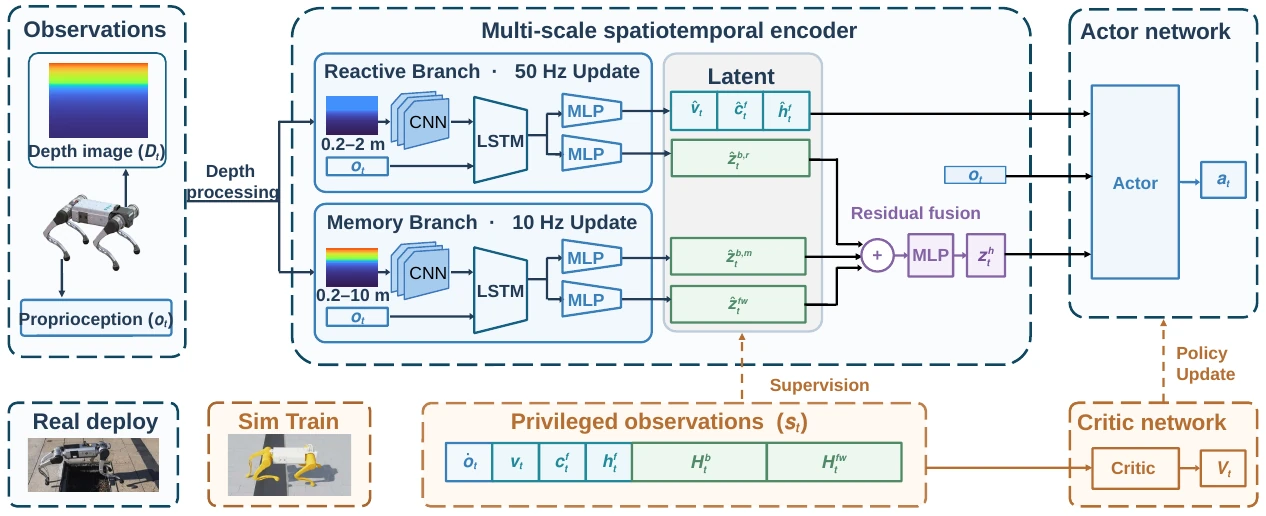 Observations
Depth image (Dₜ)
Proprioception (oₜ)
Depth
processing
Multi-scale spatiotemporal encoder
Reactive Branch · 50 Hz Update
CNN
0.2–2 m
oₜ
LSTM
MLP
MLP
Memory Branch · 10 Hz Update
CNN
0.2–10 m
oₜ
LSTM
MLP
MLP
Latent
v̂ₜ ĉₜᶠ ĥₜᶠ
ẑₜᵇ,ʳ
ẑₜᵇ,ᵐ
ẑₜᶠʷ
Residual fusion
+ MLP zₜʰ
oₜ
Actor network
Actor
aₜ
Supervision
Policy
Update
Real deploy
Sim Train
Privileged observations (sₜ)
ȯₜ vₜ cₜᶠ hₜᶠ Hₜᵇ Hₜᶠʷ
Critic network
Critic
Vₜ